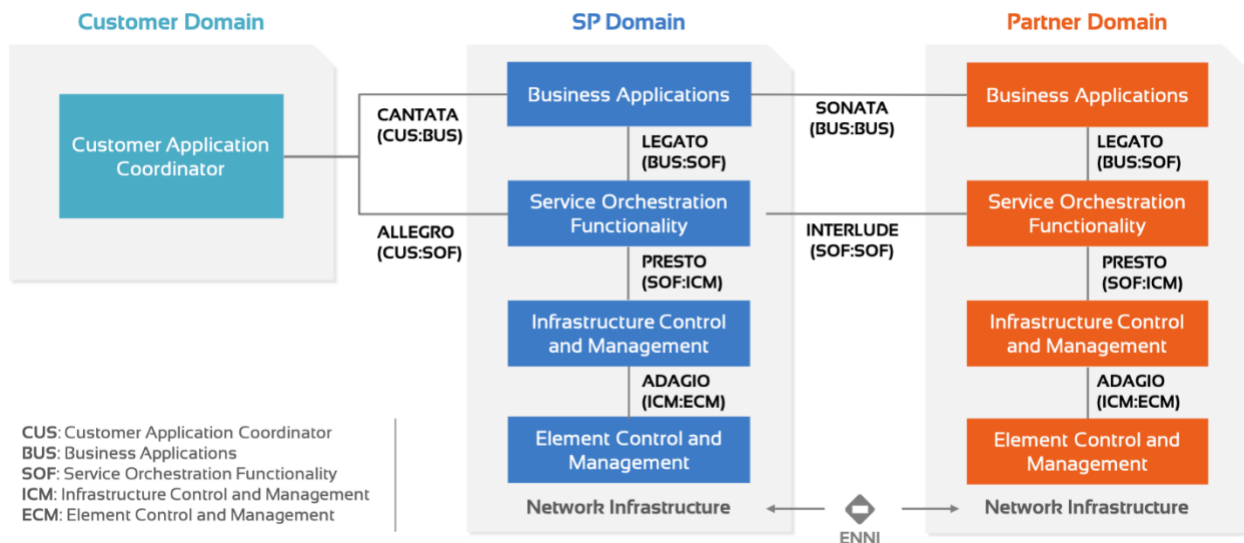 Customer Domain
SP Domain
Partner Domain
Customer Application
Coordinator
CANTATA
(CUS:BUS)
ALLEGRO
(CUS:SOF)
Business Applications
LEGATO
(BUS:SOF)
Service Orchestration
Functionality
PRESTO
(SOF:ICM)
Infrastructure Control
and Management
ADAGIO
(ICM:ECM)
Element Control and
Management
Network Infrastructure
SONATA
(BUS:BUS)
INTERLUDE
(SOF:SOF)
ENNI
Business Applications
LEGATO
(BUS:SOF)
Service Orchestration
Functionality
PRESTO
(SOF:ICM)
Infrastructure Control
and Management
ADAGIO
(ICM:ECM)
Element Control and
Management
Network Infrastructure
CUS: Customer Application Coordinator
BUS: Business Applications
SOF: Service Orchestration Functionality
ICM: Infrastructure Control and Management
ECM: Element Control and Management